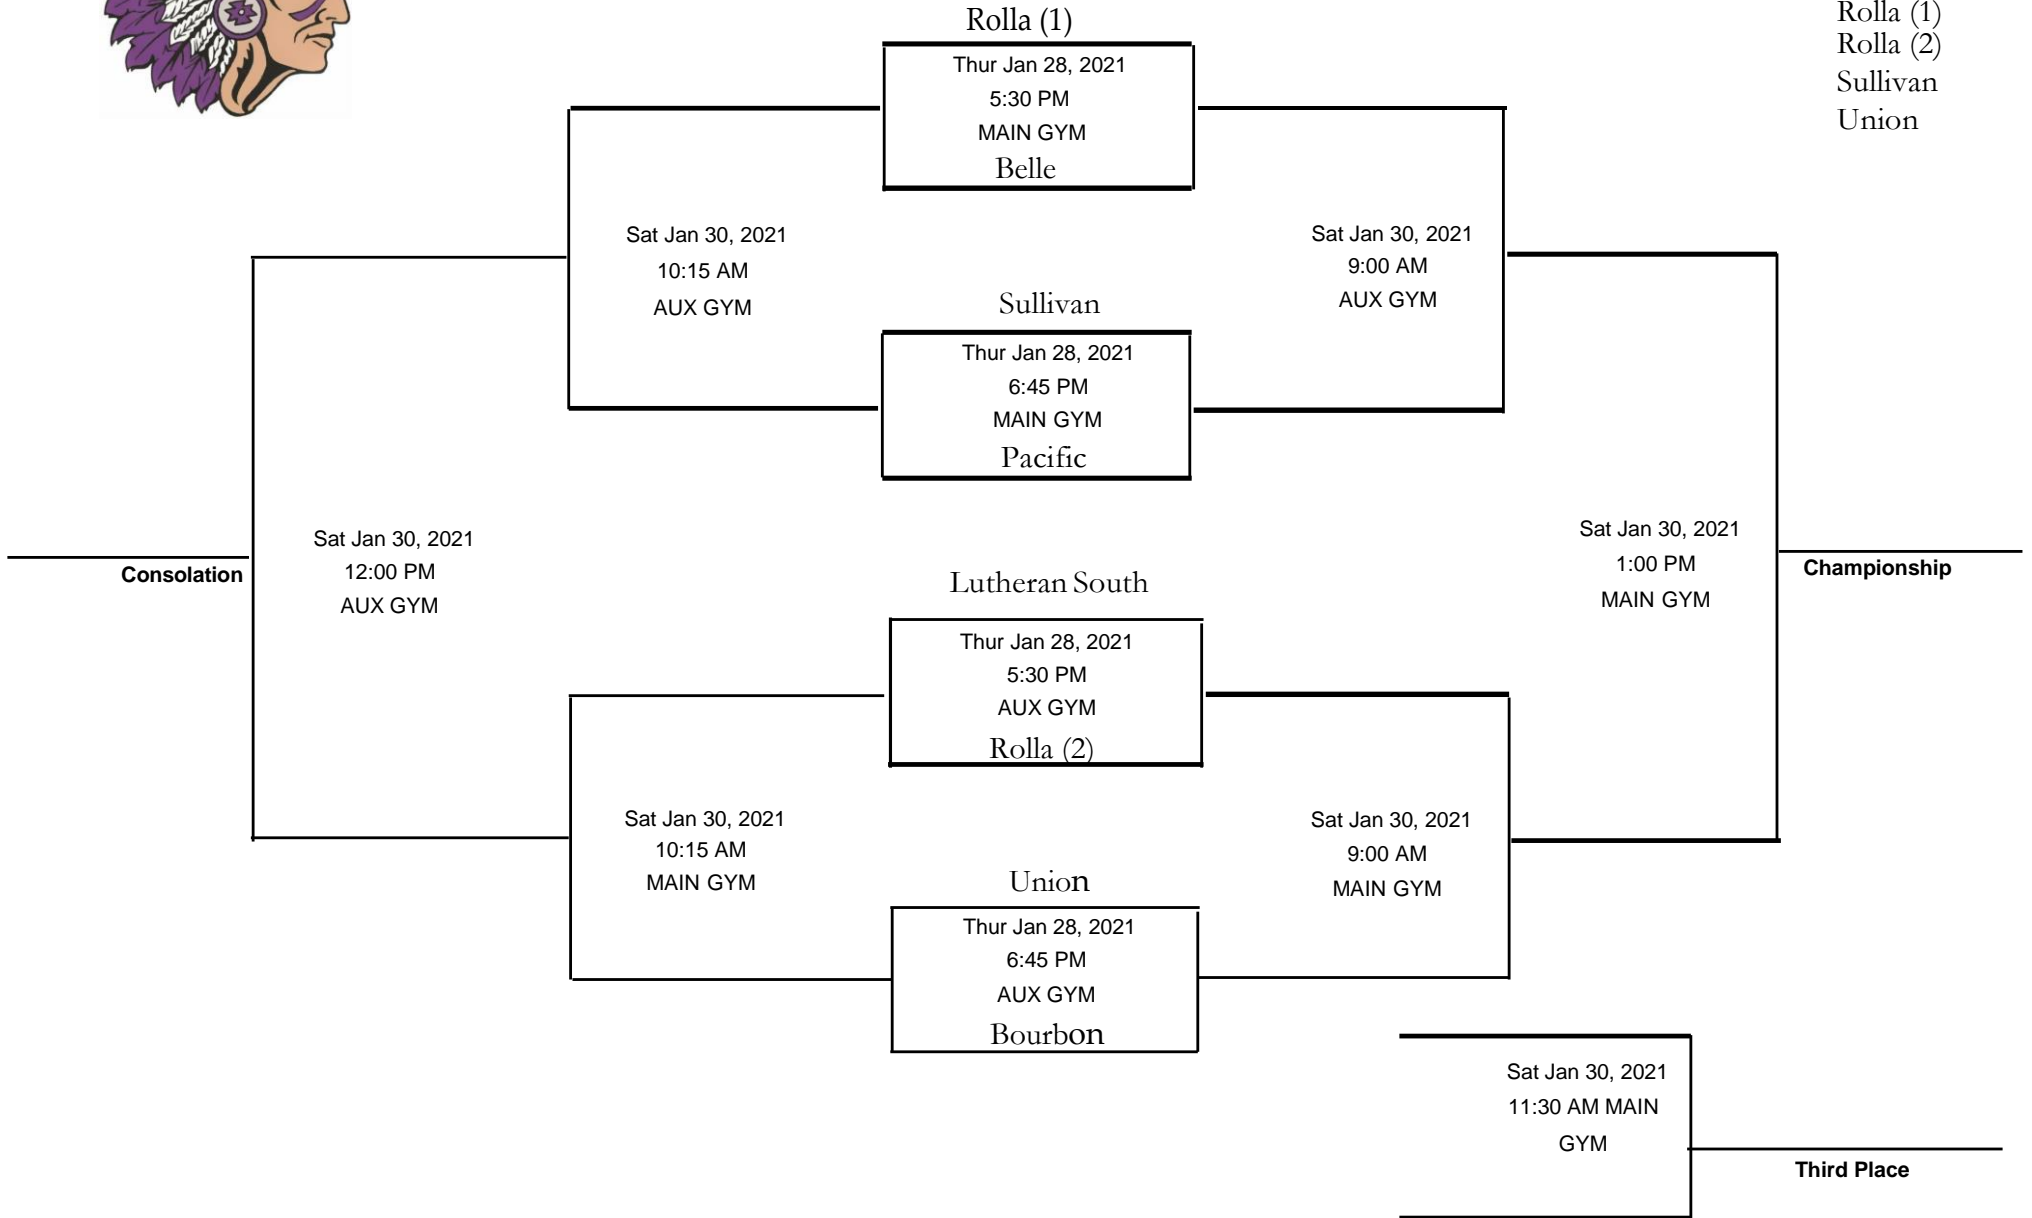 Rolla (1)
Thur Jan 28, 2021
5:30 PM
MAIN GYM
Belle
Rolla (1)
Rolla (2)
Sullivan
Union
Sat Jan 30, 2021
10:15 AM
AUX GYM
Sat Jan 30, 2021
9:00 AM
AUX GYM
Sullivan
Thur Jan 28, 2021
6:45 PM
MAIN GYM
Pacific
Sat Jan 30, 2021
12:00 PM
AUX GYM
Consolation
Sat Jan 30, 2021
1:00 PM
MAIN GYM
Championship
Lutheran South
Thur Jan 28, 2021
5:30 PM
AUX GYM
Rolla (2)
Sat Jan 30, 2021
10:15 AM
MAIN GYM
Sat Jan 30, 2021
9:00 AM
MAIN GYM
Union
Thur Jan 28, 2021
6:45 PM
AUX GYM
Bourbon
Sat Jan 30, 2021
11:30 AM MAIN
GYM
Third Place